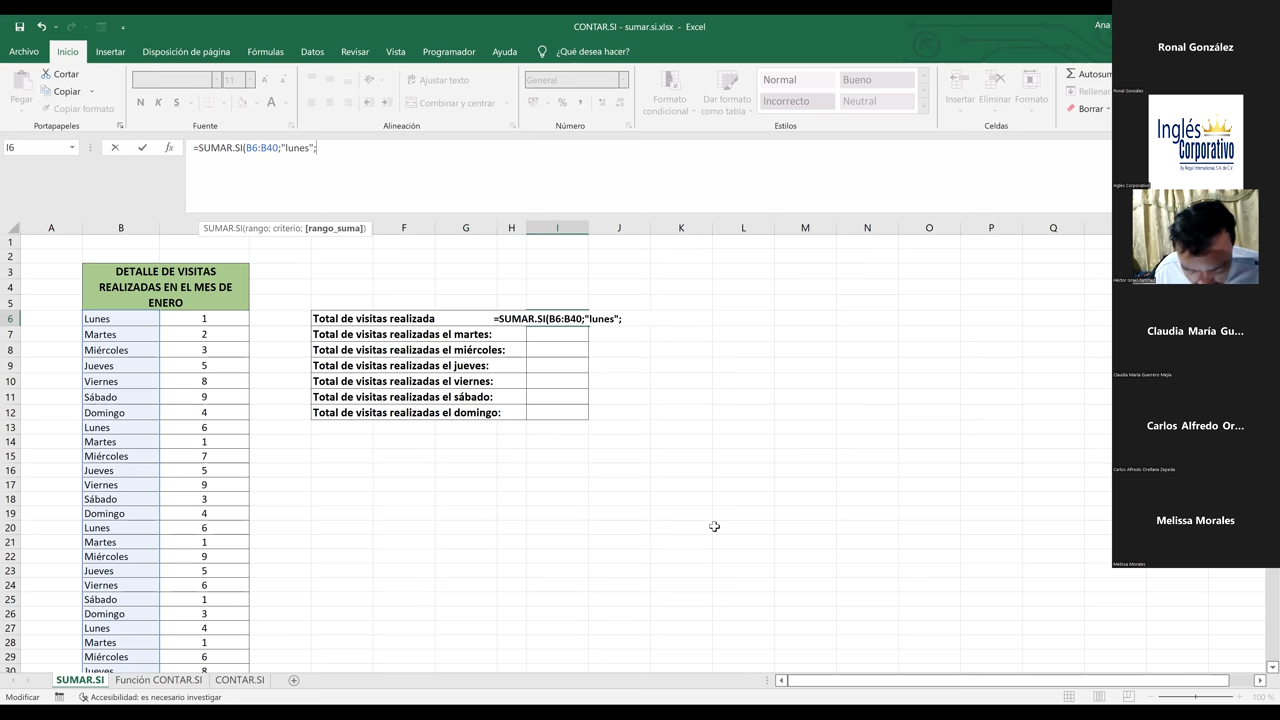 CONTAR.SI - sumar.si.xlsx - Excel
Ana
Archivo Inicio Insertar Disposición de página Fórmulas Datos Revisar Vista Programador Ayuda ¿Qué desea hacer?
Pegar
Cortar
Copiar
Copiar formato
Portapapeles
11
N K S
Fuente
Ajustar texto
Combinar y centrar
Alineación
General
Número
Formato condicional
Dar formato como tabla
Normal Bueno
Incorrecto Neutral
Estilos
Insertar Eliminar Formato
Celdas
Autosum
Rellenar
Borrar
I6
=SUMAR.SI(B6:B40;"lunes";
SUMAR.SI(rango; criterio; [rango_suma])
A B F G H I J K L M N O P Q
1
2
3 DETALLE DE VISITAS
4 REALIZADAS EN EL MES DE
5 ENERO
6 Lunes 1 Total de visitas realizada =SUMAR.SI(B6:B40;"lunes";
7 Martes 2 Total de visitas realizadas el martes:
8 Miércoles 3 Total de visitas realizadas el miércoles:
9 Jueves 5 Total de visitas realizadas el jueves:
10 Viernes 8 Total de visitas realizadas el viernes:
11 Sábado 9 Total de visitas realizadas el sábado:
12 Domingo 4 Total de visitas realizadas el domingo:
13 Lunes 6
14 Martes 1
15 Miércoles 7
16 Jueves 5
17 Viernes 9
18 Sábado 3
19 Domingo 4
20 Lunes 6
21 Martes 1
22 Miércoles 9
23 Jueves 5
24 Viernes 6
25 Sábado 1
26 Domingo 3
27 Lunes 4
28 Martes 1
29 Miércoles 6
30 Jueves 8
SUMAR.SI Función CONTAR.SI CONTAR.SI
Modificar Accesibilidad: es necesario investigar
100 %
Ronal González
Ronal González
Inglés
Corporativo
By Regal International, S.A. de C.V.
Inglés Corporativo
Claudia María Gu...
Claudia María Guerrero Mejía
Carlos Alfredo Or...
Carlos Alfredo Orellana Zepeda
Melissa Morales
Melissa Morales